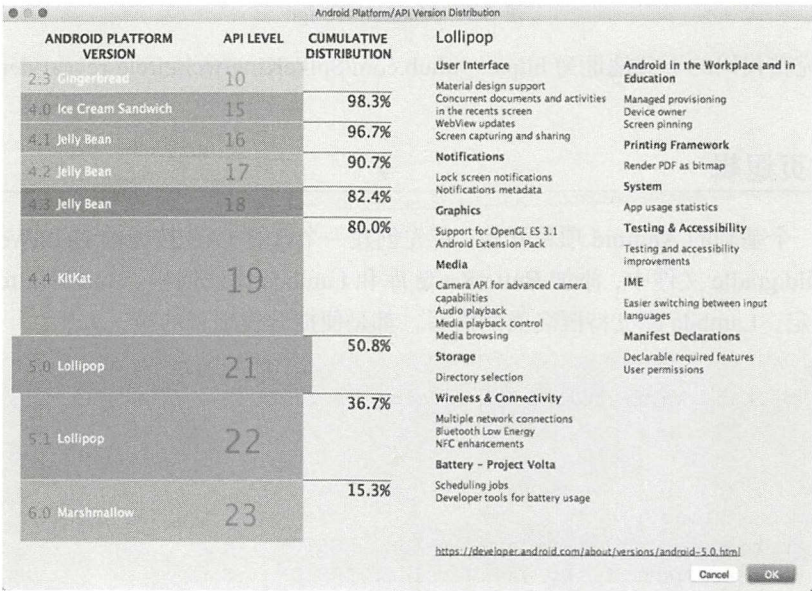 Android Platform/API Version Distribution
ANDROID PLATFORM
VERSION
API LEVEL
CUMULATIVE
DISTRIBUTION
2.3 Gingerbread 10
4.0 Ice Cream Sandwich 15
98.3%
4.1 Jelly Bean 16
96.7%
4.2 Jelly Bean 17
90.7%
4.3 Jelly Bean 18
82.4%
4.4 KitKat 19
80.0%
5.0 Lollipop 21
50.8%
5.1 Lollipop 22
36.7%
6.0 Marshmallow 23
15.3%
Lollipop
User Interface
Material design support
Concurrent documents and activities
in the recents screen
WebView updates
Screen capturing and sharing
Notifications
Lock screen notifications
Notifications metadata
Graphics
Support for OpenGL ES 3.1
Android Extension Pack
Media
Camera API for advanced camera
capabilities
Audio playback
Media playback control
Media browsing
Storage
Directory selection
Wireless & Connectivity
Multiple network connections
Bluetooth Low Energy
NFC enhancements
Battery - Project Volta
Scheduling jobs
Developer tools for battery usage
Android in the Workplace and in
Education
Managed provisioning
Device owner
Screen pinning
Printing Framework
Render PDF as bitmap
System
App usage statistics
Testing & Accessibility
Testing and accessibility
improvements
IME
Easier switching between input
languages
Manifest Declarations
Declarable required features
User permissions
https://developer.android.com/about/versions/android-5.0.html
Cancel
OK